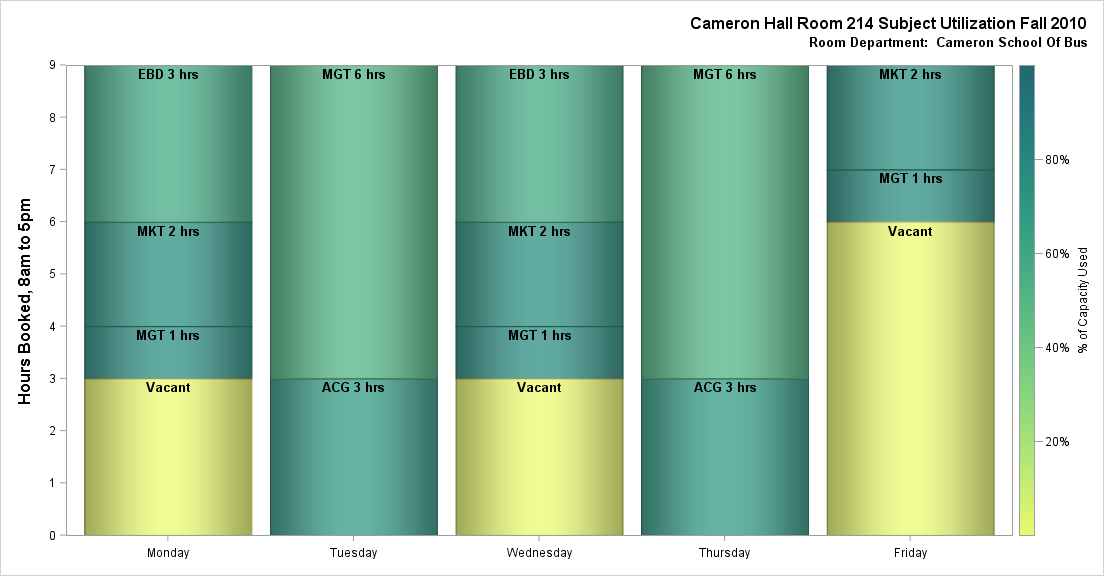 Cameron Hall Room 214 Subject Utilization Fall 2010
Room Department:  Cameron School Of Bus
Hours Booked, 8am to 5pm
9
8
7
6
5
4
3
2
1
0
EBD 3 hrs
MKT 2 hrs
MGT 1 hrs
Vacant
MGT 6 hrs
ACG 3 hrs
EBD 3 hrs
MKT 2 hrs
MGT 1 hrs
Vacant
MGT 6 hrs
ACG 3 hrs
MKT 2 hrs
MGT 1 hrs
Vacant
Monday
Tuesday
Wednesday
Thursday
Friday
80%
60%
40%
20%
% of Capacity Used